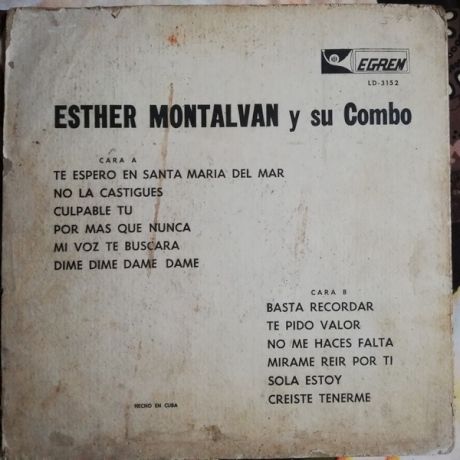 EGREM
LD-3152
ESTHER MONTALVAN y su Combo
CARA A
TE ESPERO EN SANTA MARIA DEL MAR
NO LA CASTIGUES
CULPABLE TU
POR MAS QUE NUNCA
MI VOZ TE BUSCARA
DIME DIME DAME DAME
CARA B
BASTA RECORDAR
TE PIDO VALOR
NO ME HACES FALTA
MIRAME REIR POR TI
SOLA ESTOY
CREISTE TENERME
HECHO EN CUBA